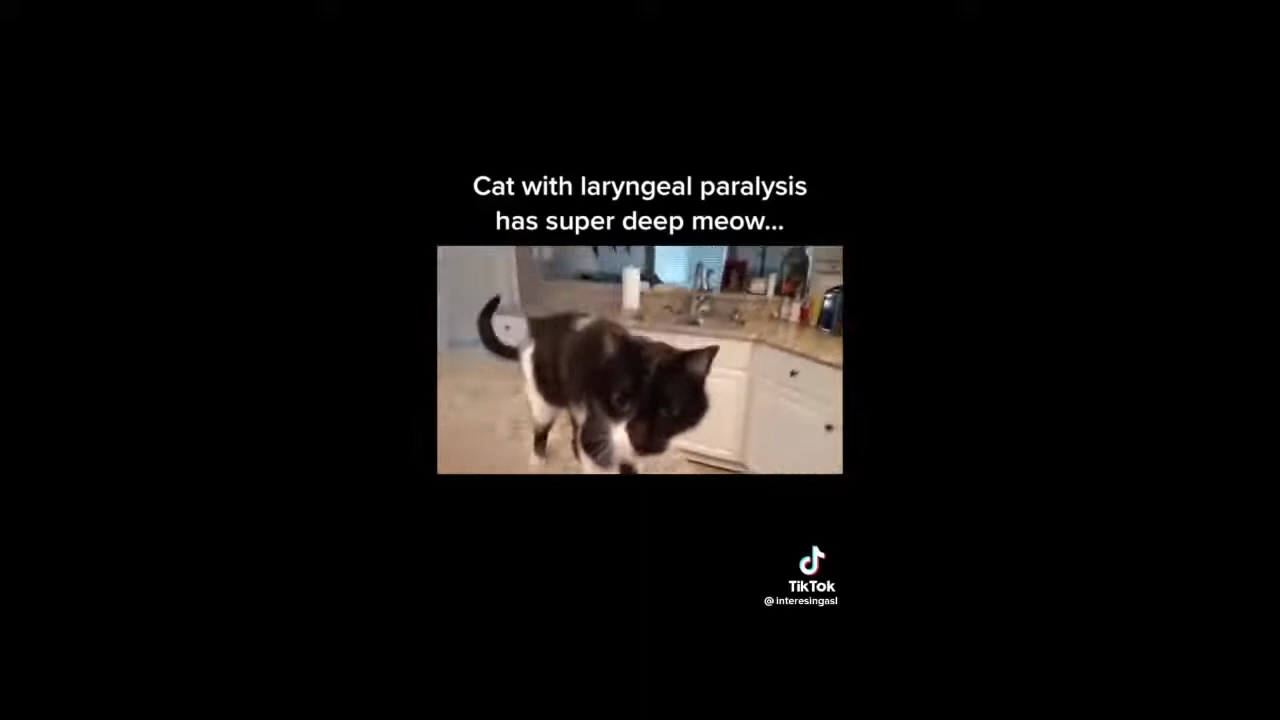 Cat with laryngeal paralysis
has super deep meow...
TikTok
@interesingasl